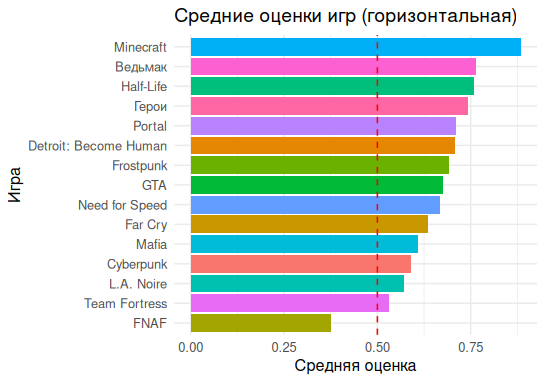 Средние оценки игр (горизонтальная)
Игра
Minecraft
Ведьмак
Half-Life
Герои
Portal
Detroit: Become Human
Frostpunk
GTA
Need for Speed
Far Cry
Mafia
Cyberpunk
L.A. Noire
Team Fortress
FNAF
0.00 0.25 0.50 0.75
Средняя оценка